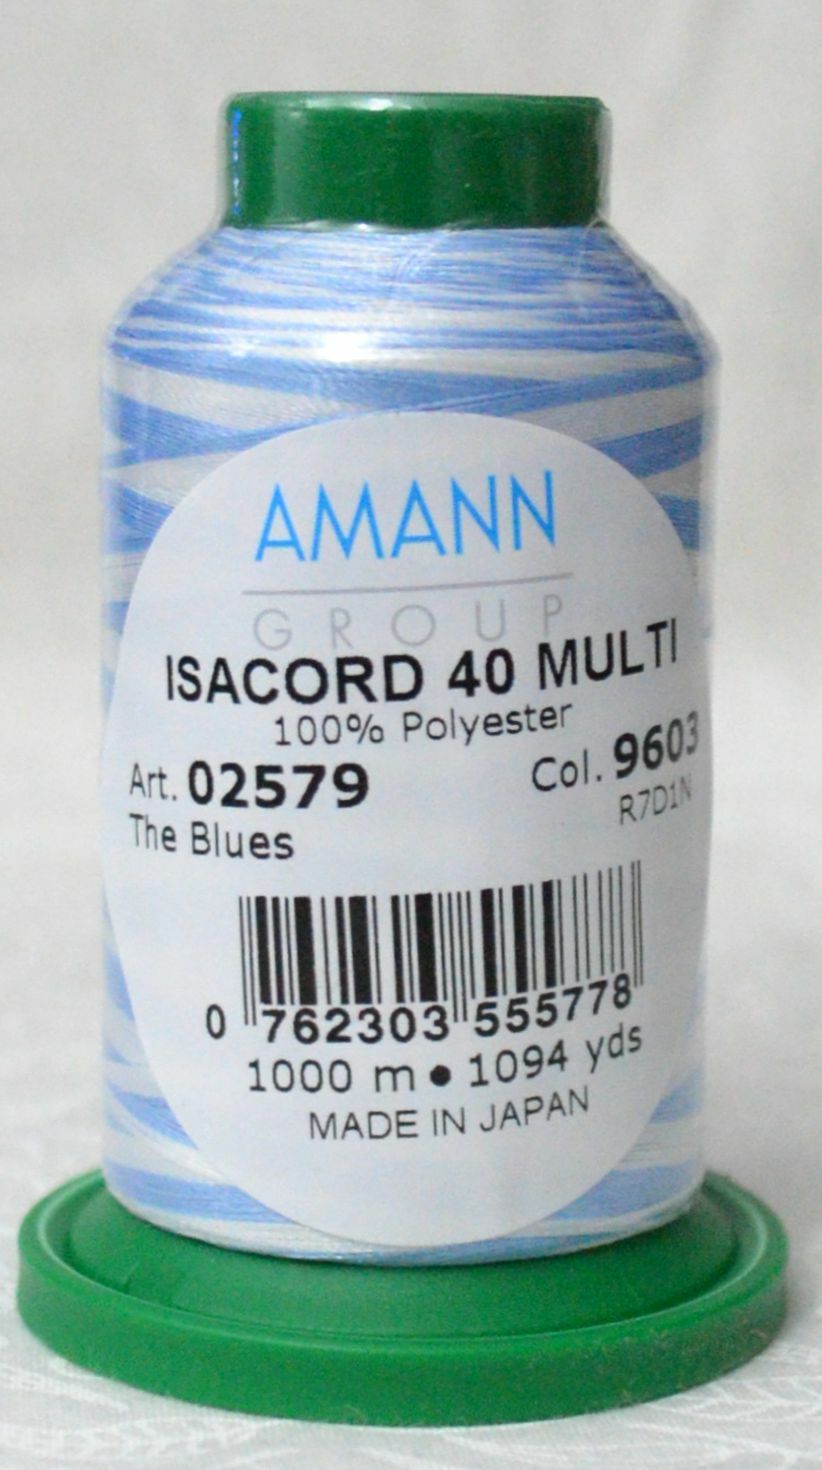 AMANN
GROUP
ISACORD 40 MULTI
100% Polyester
Art. 02579 Col. 9603
R7D1N
The Blues
0 762303 555778
1000 m • 1094 yds
MADE IN JAPAN